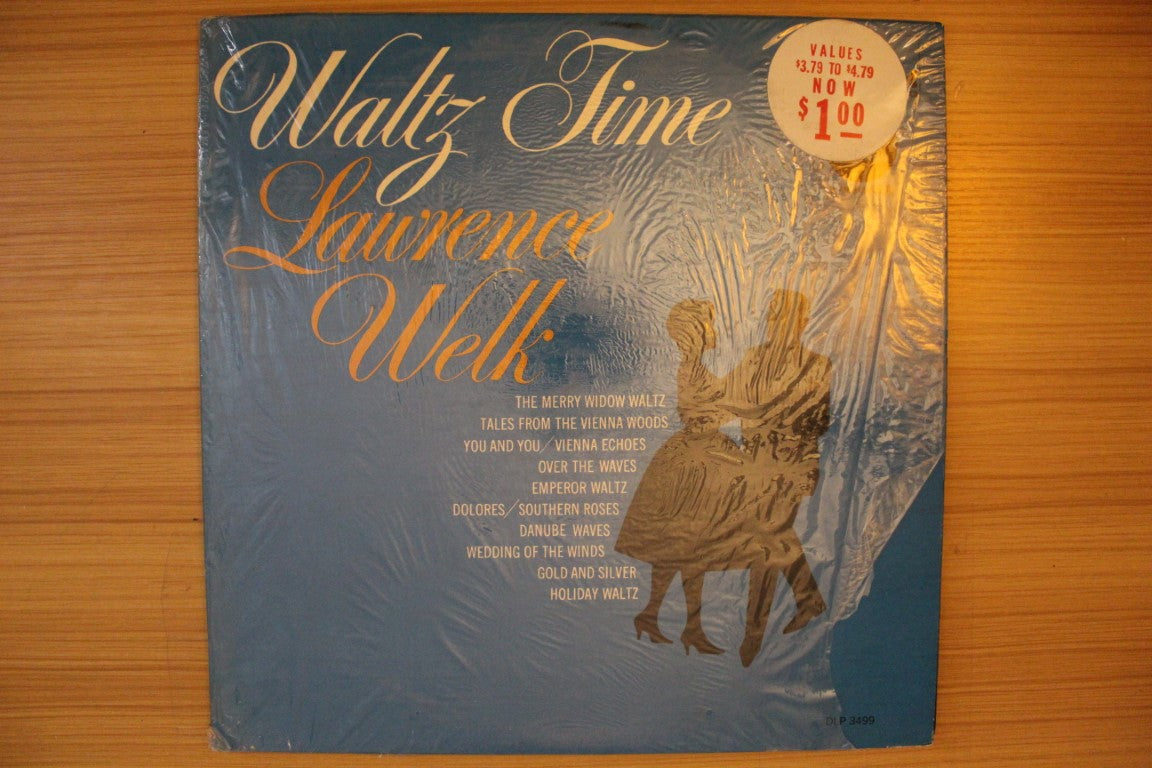 Waltz Time
Lawrence
Welk
VALUES
$3.79 TO $4.79
NOW
$1.00
THE MERRY WIDOW WALTZ
TALES FROM THE VIENNA WOODS
YOU AND YOU/VIENNA ECHOES
OVER THE WAVES
EMPEROR WALTZ
DOLORES/SOUTHERN ROSES
DANUBE WAVES
WEDDING OF THE WINDS
GOLD AND SILVER
HOLIDAY WALTZ
DLP 3499